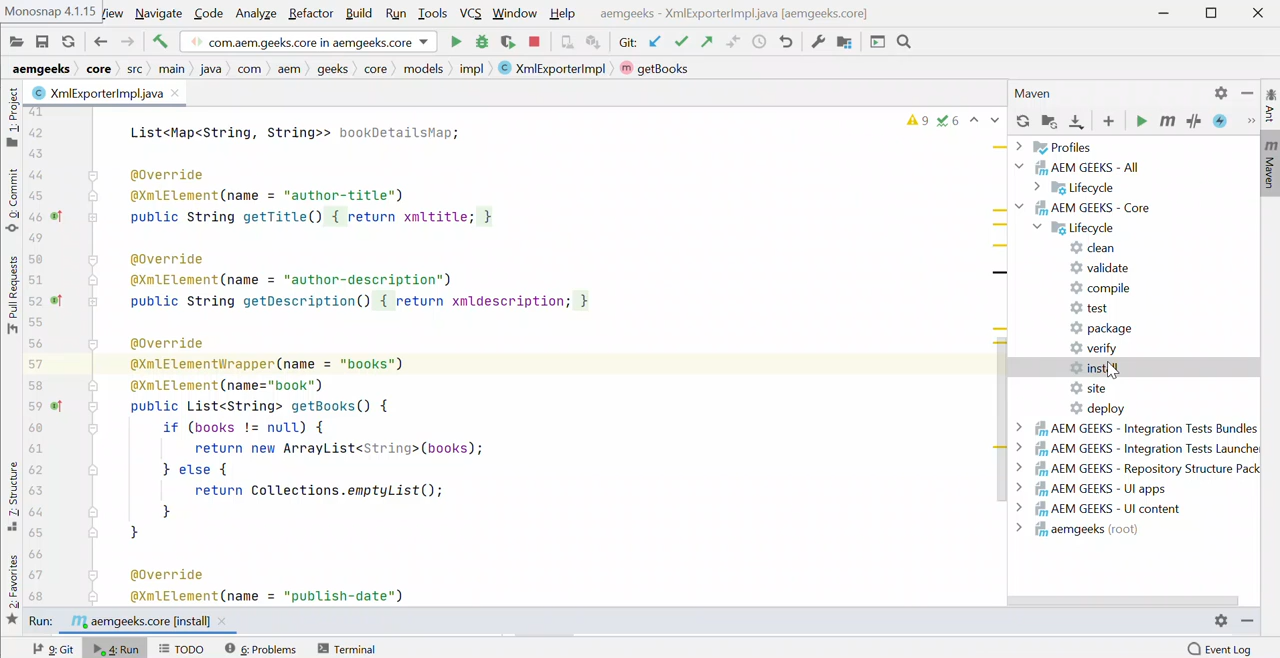 Monosnap 4.1.15 View Navigate Code Analyze Refactor Build Run Tools VCS Window Help aemgeeks - XmlExporterImpl.java [aemgeeks.core]
com.aem.geeks.core in aemgeeks.core Git:
aemgeeks core src main java com aem geeks core models impl XmlExporterImpl getBooks
XmlExporterImpl.java
Maven
9 6
41
42 List<Map<String, String>> bookDetailsMap;
43
44 @Override
45 @XmlElement(name = "author-title")
46 public String getTitle() { return xmltitle; }
49
50 @Override
51 @XmlElement(name = "author-description")
52 public String getDescription() { return xmldescription; }
55
56 @Override
57 @XmlElementWrapper(name = "books")
58 @XmlElement(name="book")
59 public List<String> getBooks() {
60 if (books != null) {
61 return new ArrayList<String>(books);
62 } else {
63 return Collections.emptyList();
64 }
65 }
66
67 @Override
68 @XmlElement(name = "publish-date")
Profiles
AEM GEEKS - All
Lifecycle
AEM GEEKS - Core
Lifecycle
clean
validate
compile
test
package
verify
install
site
deploy
AEM GEEKS - Integration Tests Bundles
AEM GEEKS - Integration Tests Launche
AEM GEEKS - Repository Structure Pack
AEM GEEKS - UI apps
AEM GEEKS - UI content
aemgeeks (root)
1: Project
0: Commit
Pull Requests
7: Structure
2: Favorites
Ant
m Maven
Run: aemgeeks.core [install]
9: Git 4: Run TODO 6: Problems Terminal Event Log